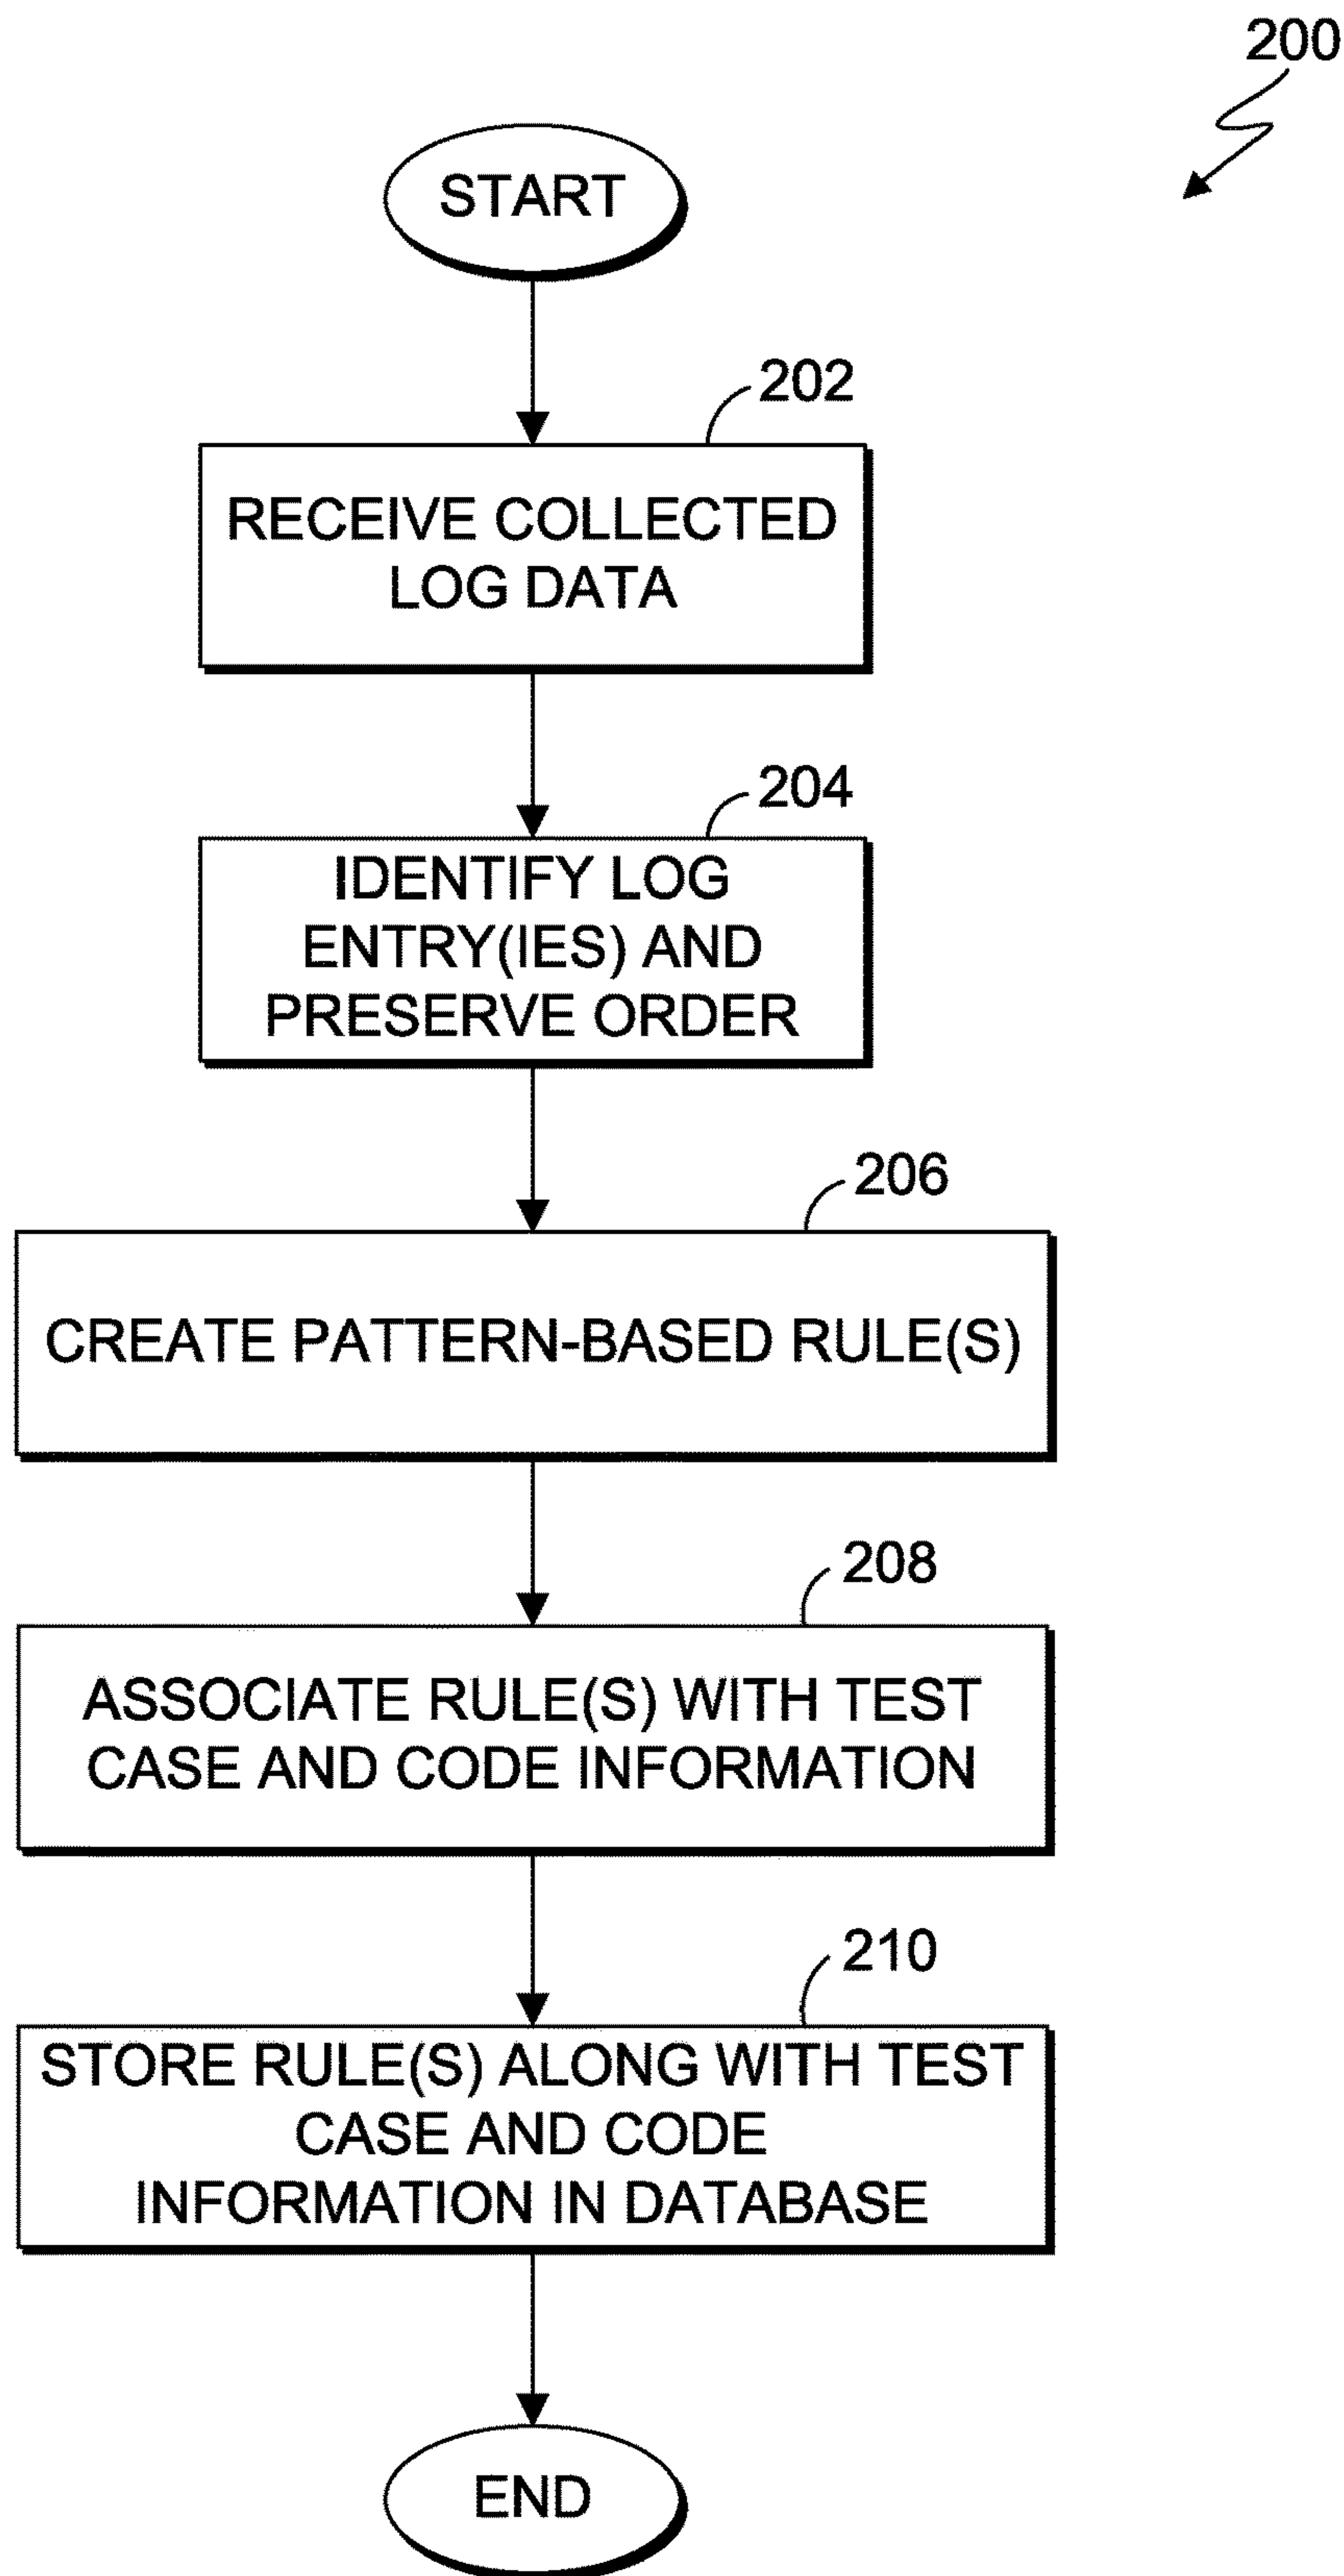 200
START
202
RECEIVE COLLECTED
LOG DATA
204
IDENTIFY LOG
ENTRY(IES) AND
PRESERVE ORDER
206
CREATE PATTERN-BASED RULE(S)
208
ASSOCIATE RULE(S) WITH TEST
CASE AND CODE INFORMATION
210
STORE RULE(S) ALONG WITH TEST
CASE AND CODE
INFORMATION IN DATABASE
END